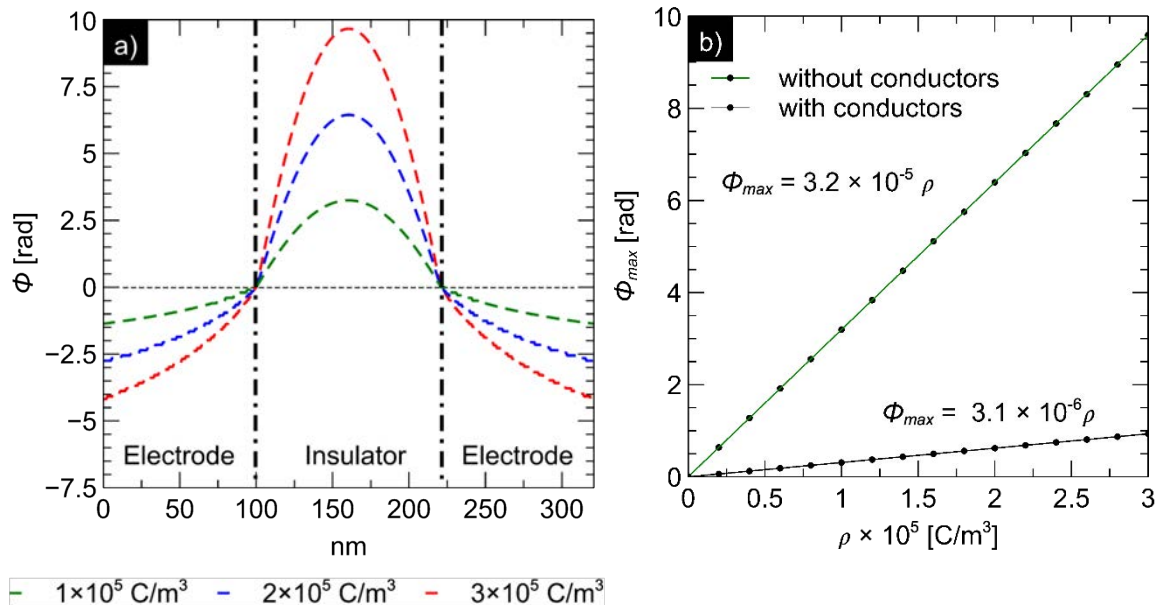 a)
10
7.5
5
2.5
0
−2.5
−5
−7.5
Φ [rad]
Electrode Insulator Electrode
0 50 75 100 150 200 250 300
nm
1×10⁵ C/m³ 2×10⁵ C/m³ 3×10⁵ C/m³
b)
10
8
6
4
2
0
Φmax [rad]
without conductors
with conductors
Φmax = 3.2 × 10⁻⁵ ρ
Φmax = 3.1 × 10⁻⁶ρ
0 0.5 1 1.5 2 2.5 3
ρ × 10⁵ [C/m³]